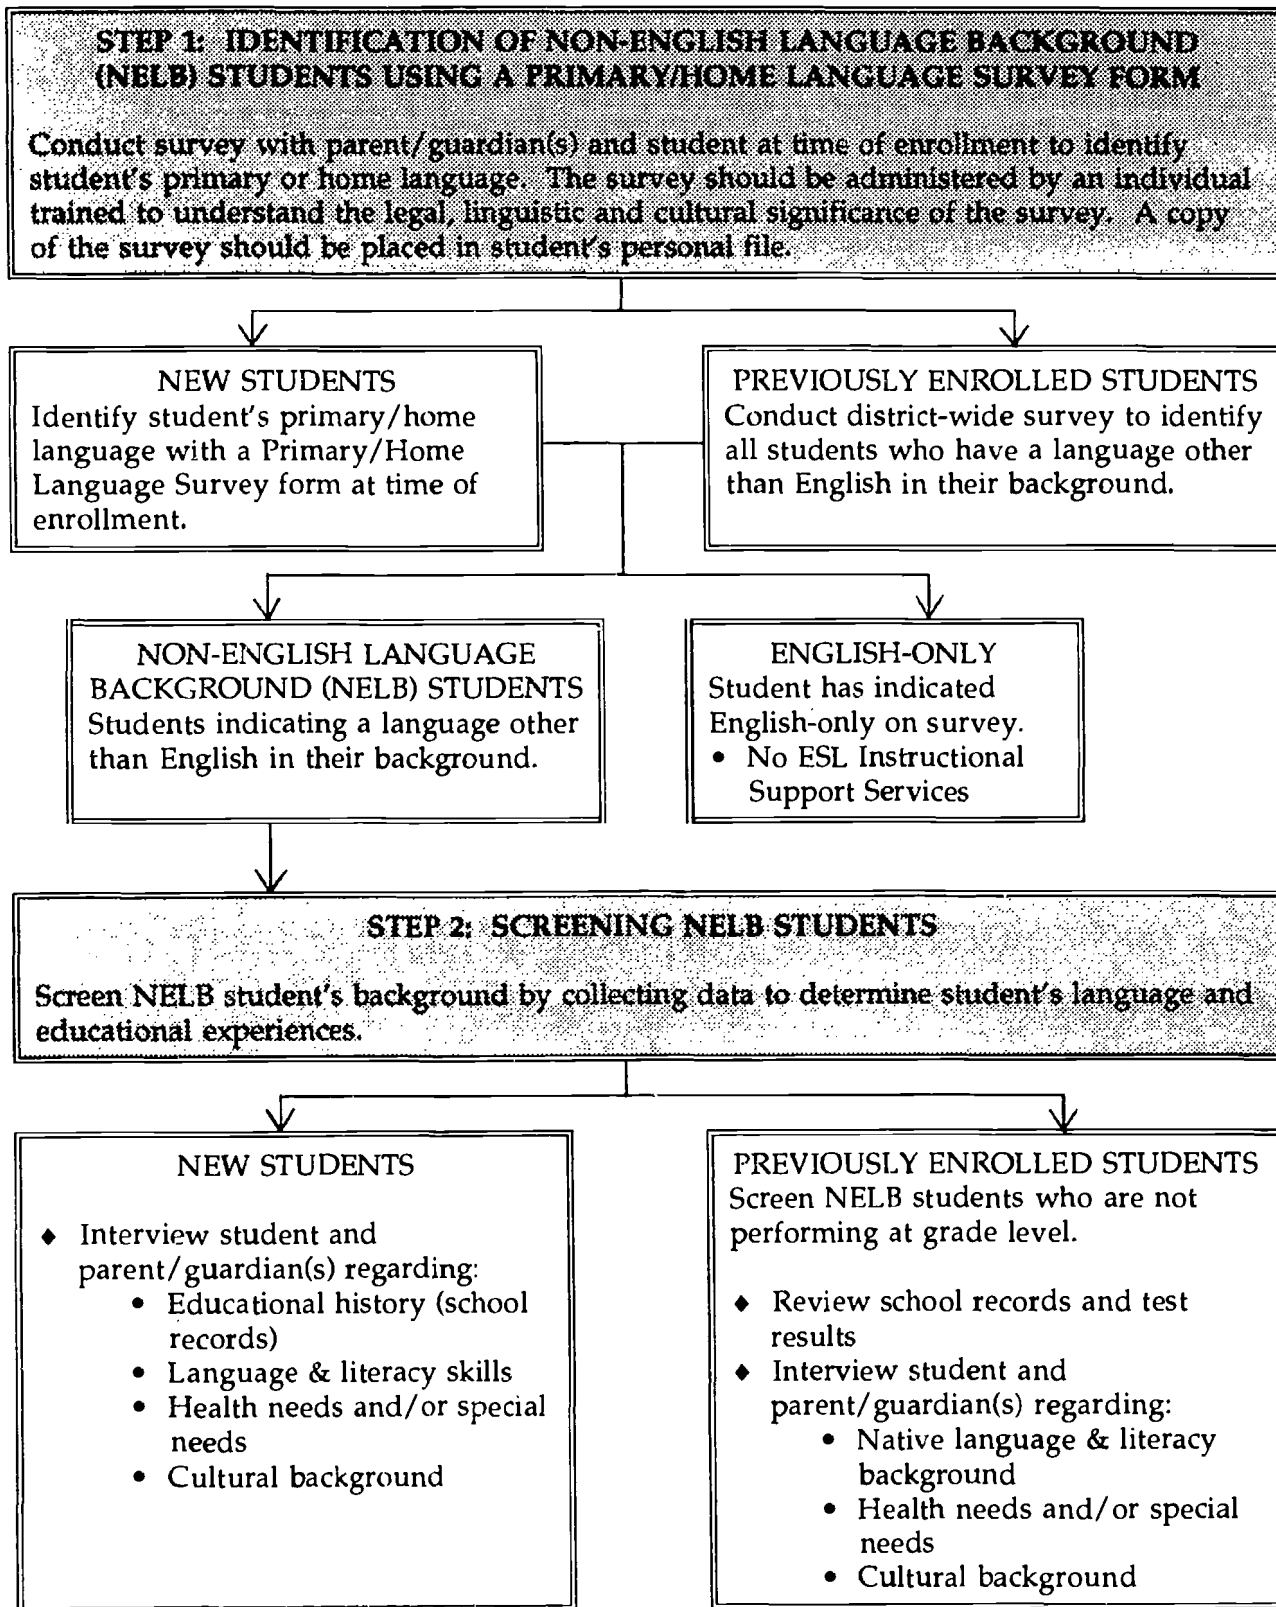 STEP 1: IDENTIFICATION OF NON-ENGLISH LANGUAGE BACKGROUND
(NELB) STUDENTS USING A PRIMARY/HOME LANGUAGE SURVEY FORM
Conduct survey with parent/guardian(s) and student at time of enrollment to identify
student's primary or home language. The survey should be administered by an individual
trained to understand the legal, linguistic and cultural significance of the survey. A copy
of the survey should be placed in student's personal file.
NEW STUDENTS
Identify student's primary/home
language with a Primary/Home
Language Survey form at time of
enrollment.
PREVIOUSLY ENROLLED STUDENTS
Conduct district-wide survey to identify
all students who have a language other
than English in their background.
NON-ENGLISH LANGUAGE
BACKGROUND (NELB) STUDENTS
Students indicating a language other
than English in their background.
ENGLISH-ONLY
Student has indicated
English-only on survey.
• No ESL Instructional
Support Services
STEP 2: SCREENING NELB STUDENTS
Screen NELB student's background by collecting data to determine student's language and
educational experiences.
NEW STUDENTS
♦ Interview student and
parent/guardian(s) regarding:
• Educational history (school
records)
• Language & literacy skills
• Health needs and/or special
needs
• Cultural background
PREVIOUSLY ENROLLED STUDENTS
Screen NELB students who are not
performing at grade level.
♦ Review school records and test
results
♦ Interview student and
parent/guardian(s) regarding:
• Native language & literacy
background
• Health needs and/or special
needs
• Cultural background